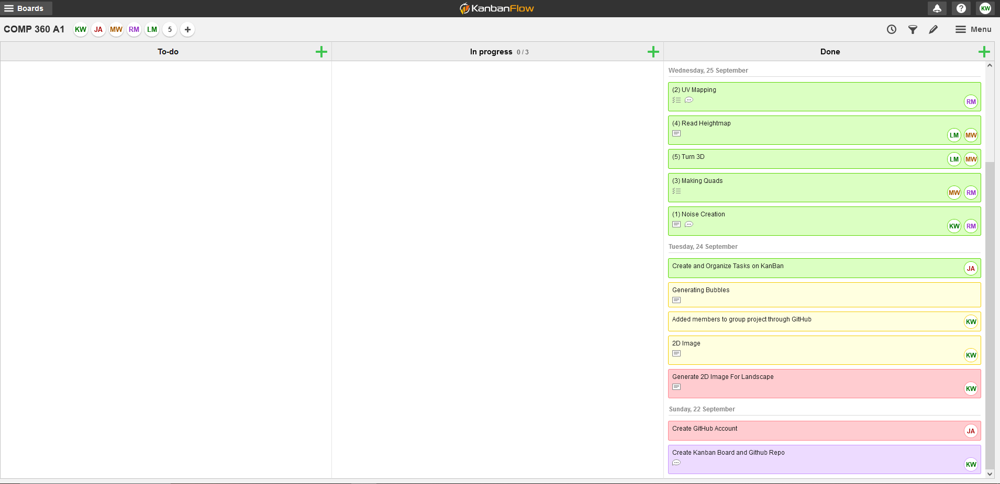 Boards
KanbanFlow
KW
COMP 360 A1
KW JA MW RM LM 5
Menu
To-do
In progress 0 / 3
Done
Wednesday, 25 September
(2) UV Mapping
RM
(4) Read Heightmap
LM MW
(5) Turn 3D
LM MW
(3) Making Quads
MW RM
(1) Noise Creation
KW RM
Tuesday, 24 September
Create and Organize Tasks on KanBan
JA
Generating Bubbles
Added members to group project through GitHub
KW
2D Image
KW
Generate 2D Image For Landscape
KW
Sunday, 22 September
Create GitHub Account
JA
Create Kanban Board and Github Repo
KW